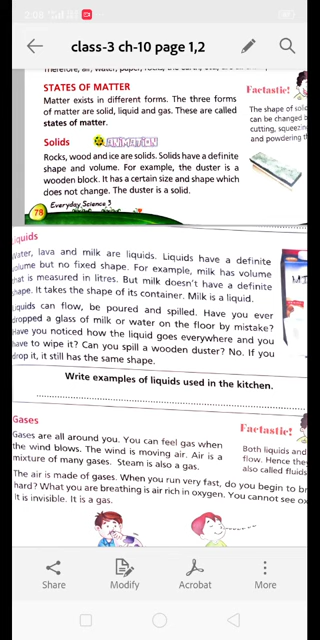 2:08
class-3 ch-10 page 1,2
Therefore, air, water, paper, rocks, the earth,
STATES OF MATTER
Matter exists in different forms. The three forms
of matter are solid, liquid and gas. These are called
states of matter.
Factastic!
The shape of
can be changed
cutting,
and powdering
Solids
ANIMATION
Rocks, wood and ice are solids. Solids have a definite
shape and volume. For example, the duster is a
wooden block. It has a certain size and shape which
does not change. The duster is a solid.
Everyday Science 3
78
Liquids
Water, lava and milk are liquids. Liquids have a definite
volume but no fixed shape. For example, milk has volume
that is measured in litres. But milk doesn't have a definite
shape. It takes the shape of its container. Milk is a liquid.
Liquids can flow, be poured and spilled. Have you ever
dropped a glass of milk or water on the floor by mistake?
Have you noticed how the liquid goes everywhere and you
have to wipe it? Can you spill a wooden duster? No. If you
drop it, it still has the same shape.
Write examples of liquids used in the kitchen.
Gases
Gases are all around you. You can feel gas when
the wind blows. The wind is moving air. Air is a
mixture of many gases. Steam is also a gas.
Factastic!
Both liquids and
flow. Hence the
also called fluids
The air is made of gases. When you run very fast, do you begin to
hard? What you are breathing is air rich in oxygen. You cannot see
It is invisible. It is a gas.
Share
Modify
Acrobat
More